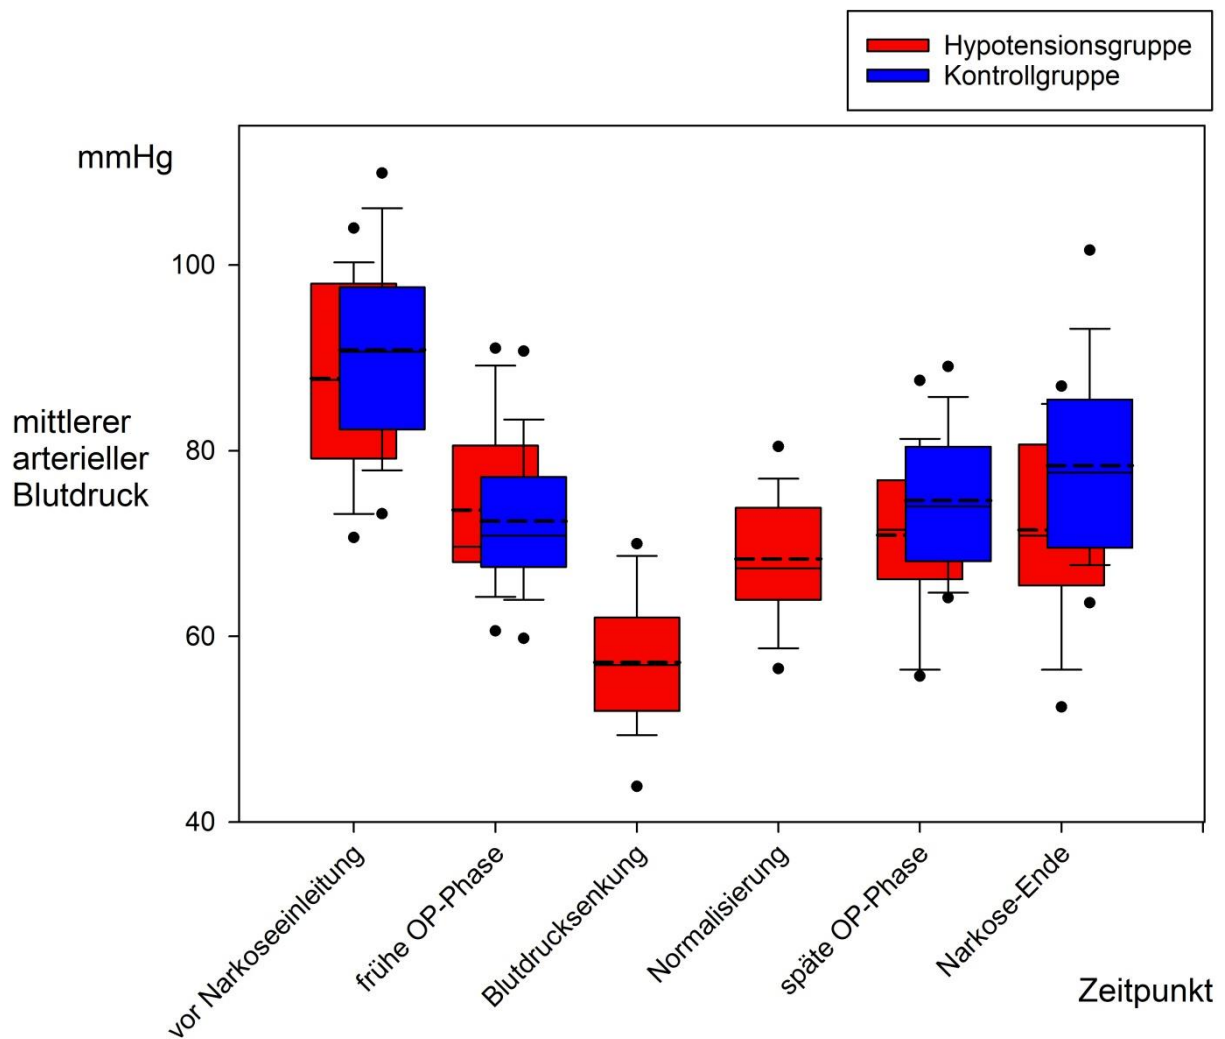 Hypotensionsgruppe
Kontrollgruppe
mmHg
100
80
60
40
mittlerer
arterieller
Blutdruck
vor Narkoseeinleitung
frühe OP-Phase
Blutdrucksenkung
Normalisierung
späte OP-Phase
Narkose-Ende
Zeitpunkt